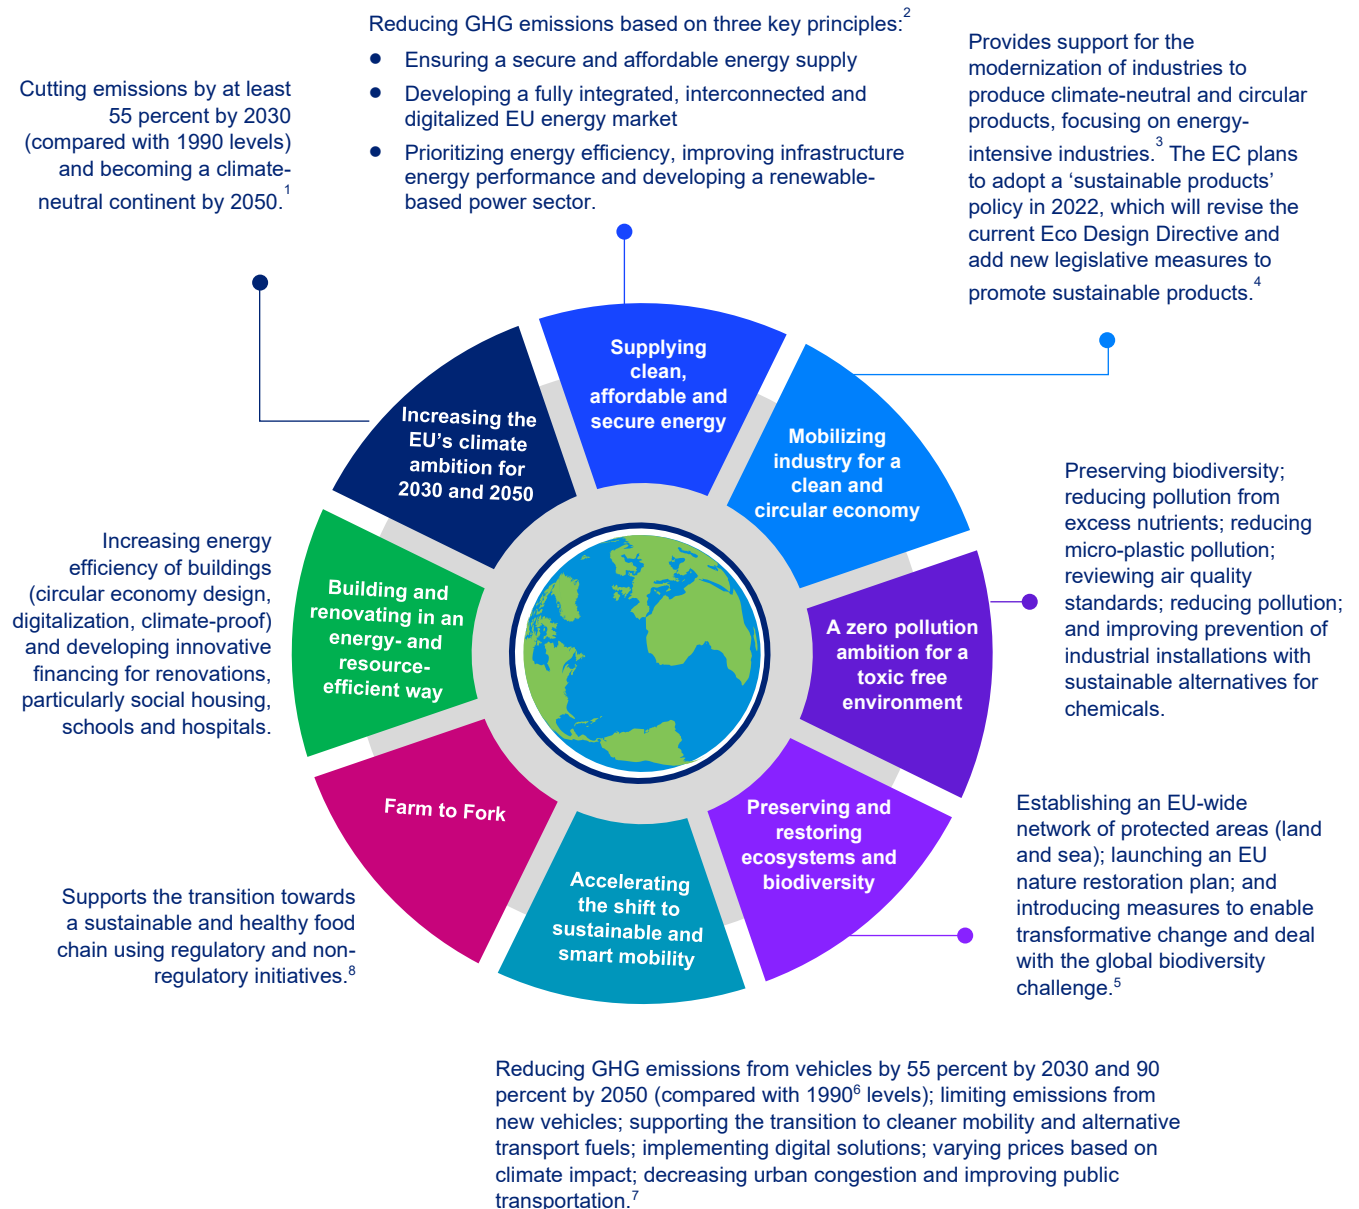 Reducing GHG emissions based on three key principles:2
● Ensuring a secure and affordable energy supply
● Developing a fully integrated, interconnected and
digitalized EU energy market
● Prioritizing energy efficiency, improving infrastructure
energy performance and developing a renewable-
based power sector.
Cutting emissions by at least
55 percent by 2030
(compared with 1990 levels)
and becoming a climate-
neutral continent by 2050.1
Provides support for the
modernization of industries to
produce climate-neutral and circular
products, focusing on energy-
intensive industries.3 The EC plans
to adopt a ‘sustainable products’
policy in 2022, which will revise the
current Eco Design Directive and
add new legislative measures to
promote sustainable products.4
Supplying
clean,
affordable and
secure energy
Increasing the
EU’s climate
ambition for
2030 and 2050
Mobilizing
industry for a
clean and
circular economy
Preserving biodiversity;
reducing pollution from
excess nutrients; reducing
micro-plastic pollution;
reviewing air quality
standards; reducing pollution;
and improving prevention of
industrial installations with
sustainable alternatives for
chemicals.
Increasing energy
efficiency of buildings
(circular economy design,
digitalization, climate-proof)
and developing innovative
financing for renovations,
particularly social housing,
schools and hospitals.
Building and
renovating in an
energy- and
resource-
efficient way
A zero pollution
ambition for a
toxic free
environment
Farm to Fork
Preserving and
restoring
ecosystems and
biodiversity
Accelerating
the shift to
sustainable and
smart mobility
Establishing an EU-wide
network of protected areas (land
and sea); launching an EU
nature restoration plan; and
introducing measures to enable
transformative change and deal
with the global biodiversity
challenge.5
Supports the transition towards
a sustainable and healthy food
chain using regulatory and non-
regulatory initiatives.8
Reducing GHG emissions from vehicles by 55 percent by 2030 and 90
percent by 2050 (compared with 19906 levels); limiting emissions from
new vehicles; supporting the transition to cleaner mobility and alternative
transport fuels; implementing digital solutions; varying prices based on
climate impact; decreasing urban congestion and improving public
transportation.7